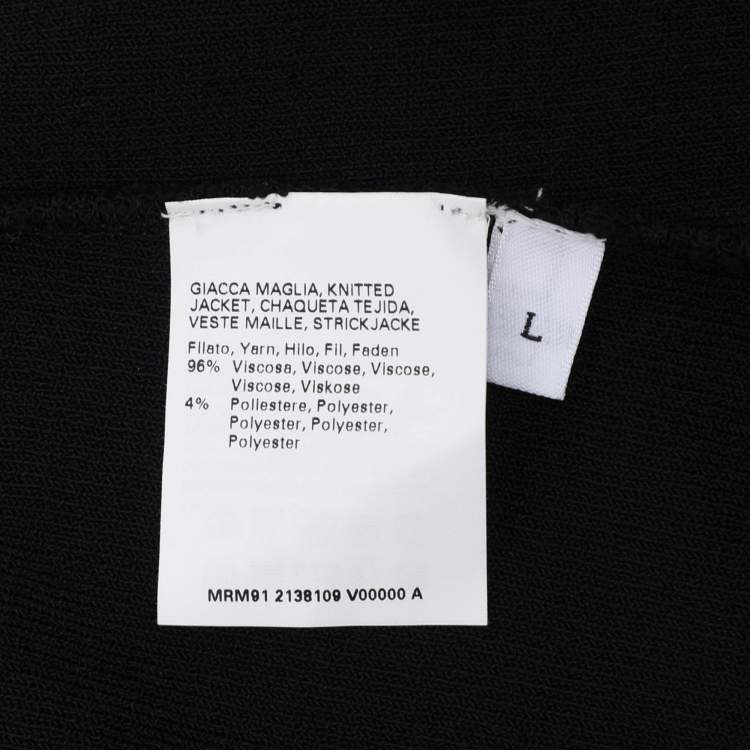 GIACCA MAGLIA, KNITTED
JACKET, CHAQUETA TEJIDA,
VESTE MAILLE, STRICKJACKE
Filato, Yarn, Hilo, Fil, Faden
96% Viscosa, Viscose, Viscose,
Viscose, Viskose
4% Poliestere, Polyester,
Polyester, Polyester,
Polyester
MRM91 2138109 V00000 A
L